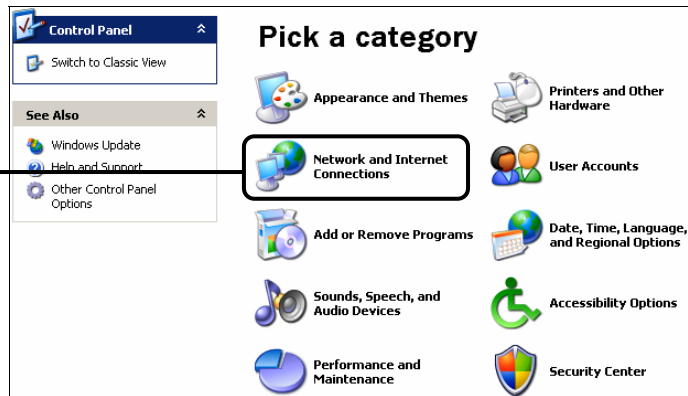 Control Panel
Switch to Classic View
See Also
Windows Update
Help and Support
Other Control Panel
Options
Pick a category
Appearance and Themes
Printers and Other
Hardware
Network and Internet
Connections
User Accounts
Add or Remove Programs
Date, Time, Language,
and Regional Options
Sounds, Speech, and
Audio Devices
Accessibility Options
Performance and
Maintenance
Security Center